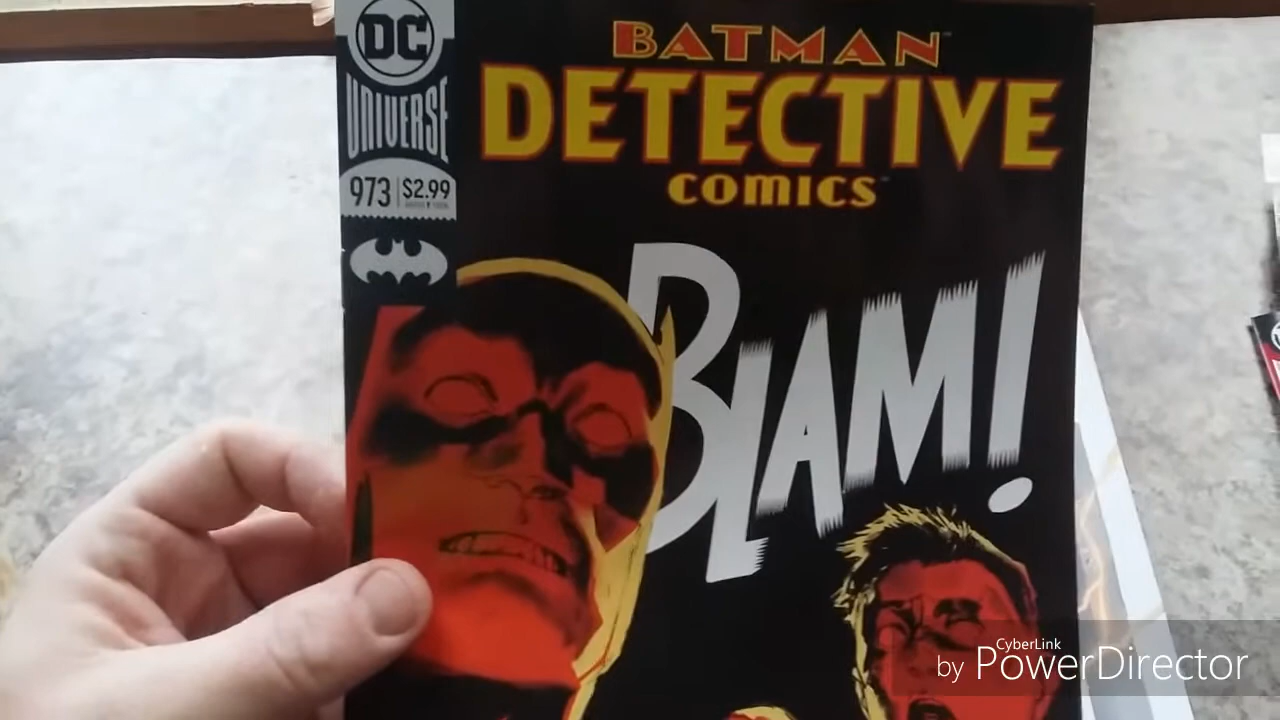 DC
UNIVERSE
973 $2.99
BATMAN
DETECTIVE
COMICS
BLAM!
CyberLink
by PowerDirector